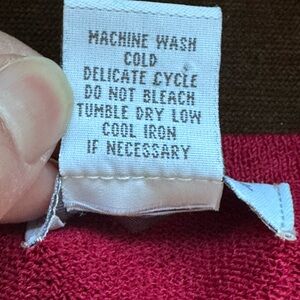 MACHINE WASH
COLD
DELICATE CYCLE
DO NOT BLEACH
TUMBLE DRY LOW
COOL IRON
IF NECESSARY